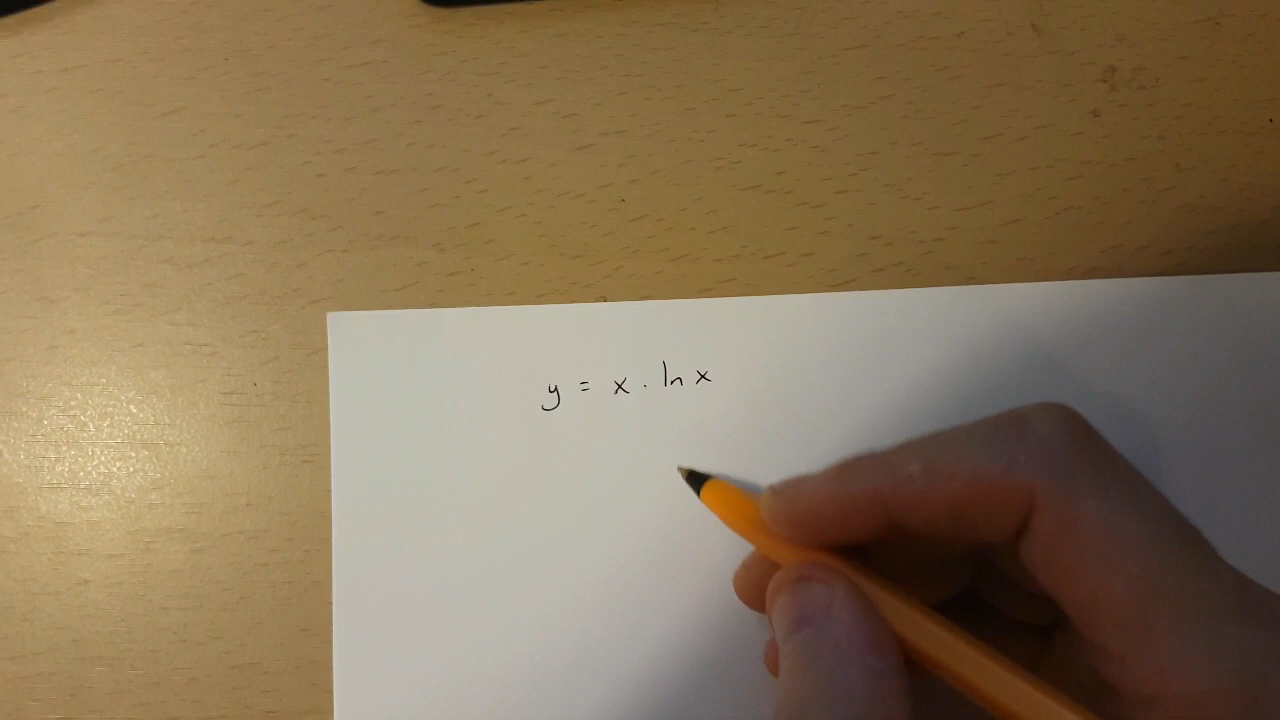 y = x . ln x